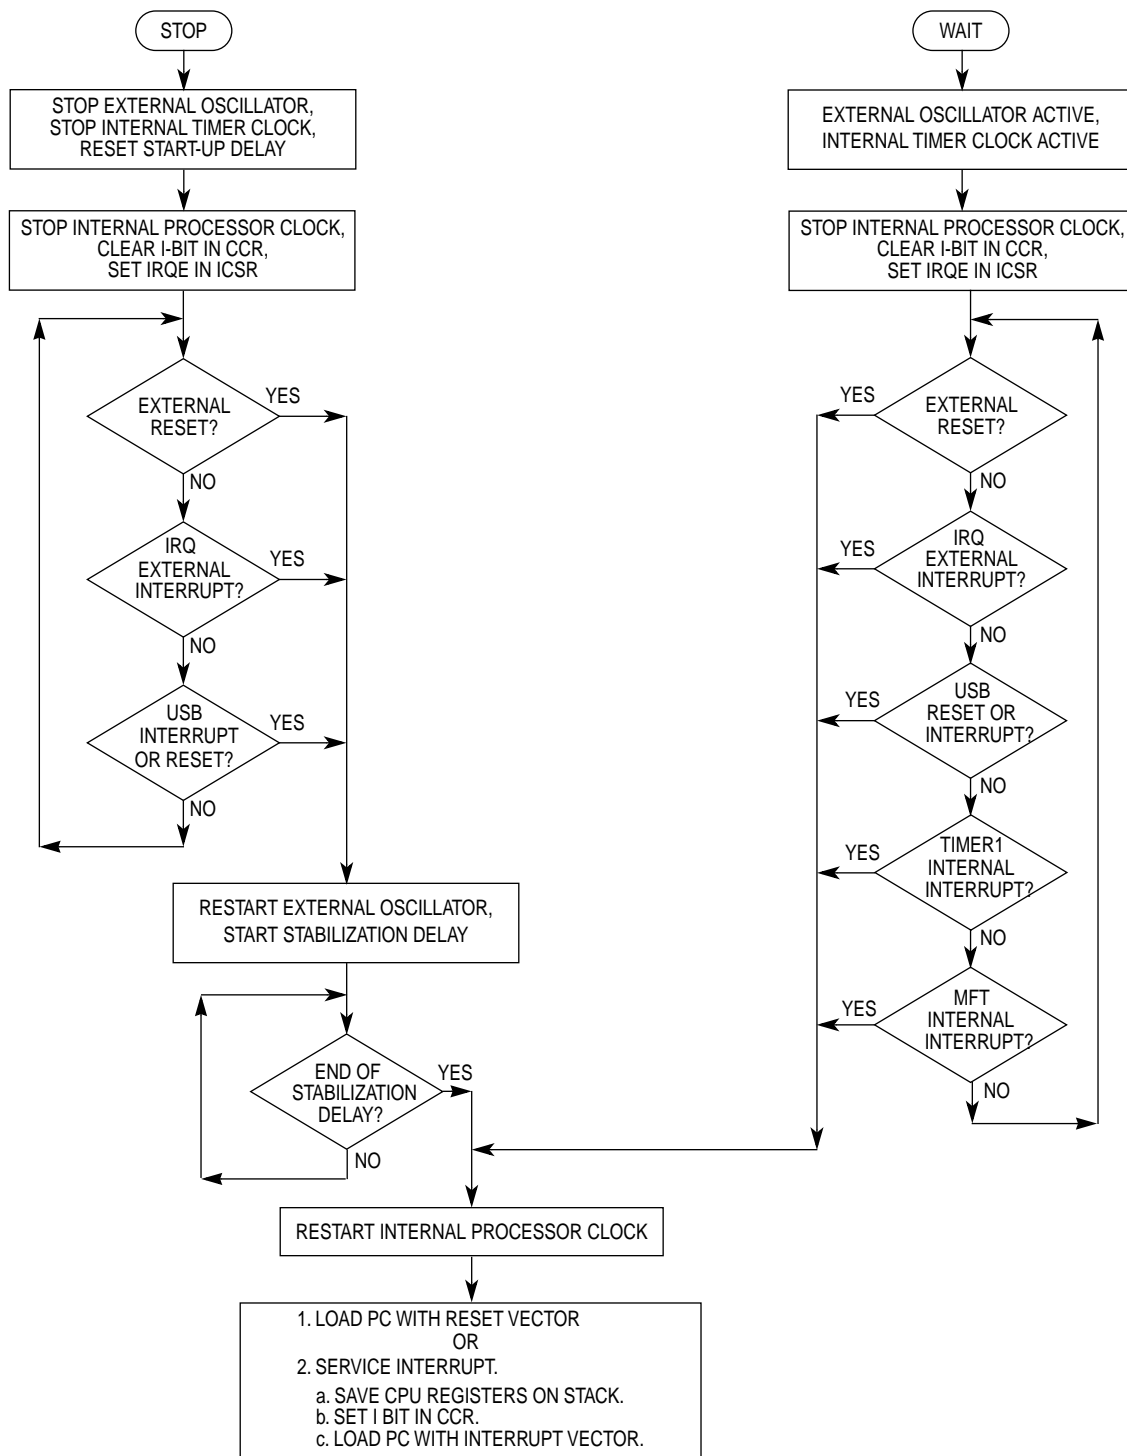 STOP
STOP EXTERNAL OSCILLATOR,
STOP INTERNAL TIMER CLOCK,
RESET START-UP DELAY
STOP INTERNAL PROCESSOR CLOCK,
CLEAR I-BIT IN CCR,
SET IRQE IN ICSR
EXTERNAL
RESET?
YES
NO
IRQ
EXTERNAL
INTERRUPT?
YES
NO
USB
INTERRUPT
OR RESET?
YES
NO
RESTART EXTERNAL OSCILLATOR,
START STABILIZATION DELAY
END OF
STABILIZATION
DELAY?
YES
NO
WAIT
EXTERNAL OSCILLATOR ACTIVE,
INTERNAL TIMER CLOCK ACTIVE
STOP INTERNAL PROCESSOR CLOCK,
CLEAR I-BIT IN CCR,
SET IRQE IN ICSR
YES
EXTERNAL
RESET?
NO
YES
IRQ
EXTERNAL
INTERRUPT?
NO
YES
USB
RESET OR
INTERRUPT?
NO
YES
TIMER1
INTERNAL
INTERRUPT?
NO
YES
MFT
INTERNAL
INTERRUPT?
NO
RESTART INTERNAL PROCESSOR CLOCK
1. LOAD PC WITH RESET VECTOR
OR
2. SERVICE INTERRUPT.
a. SAVE CPU REGISTERS ON STACK.
b. SET I BIT IN CCR.
c. LOAD PC WITH INTERRUPT VECTOR.